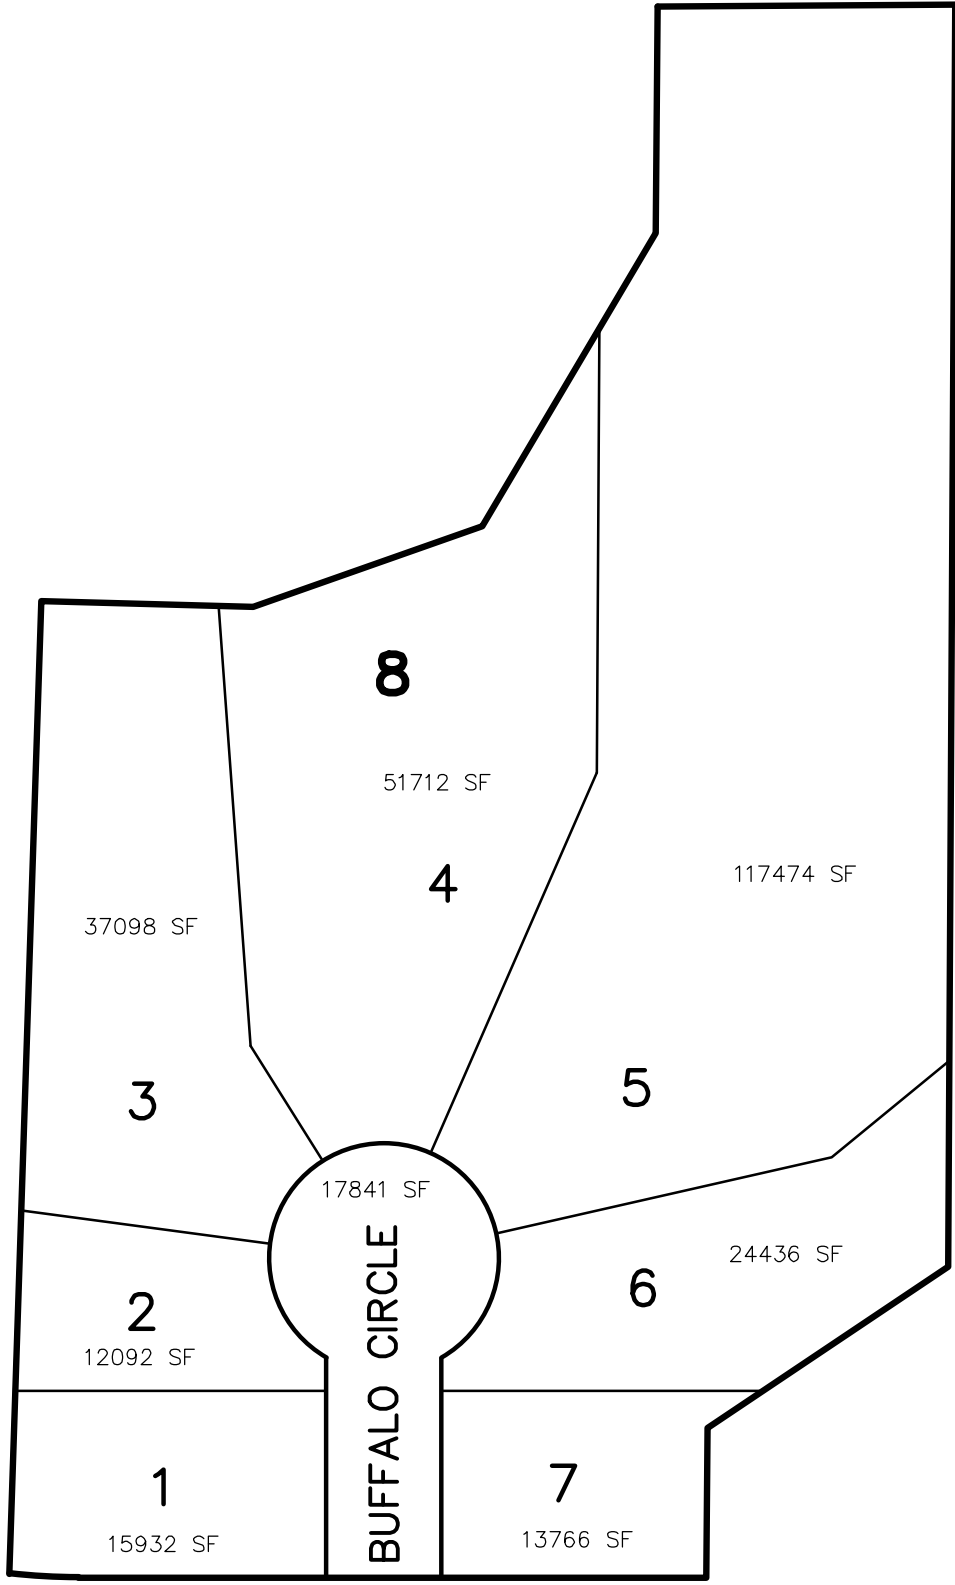 8
51712 SF
4
117474 SF
37098 SF
3
5
17841 SF
BUFFALO CIRCLE
24436 SF
6
2
12092 SF
1
15932 SF
7
13766 SF